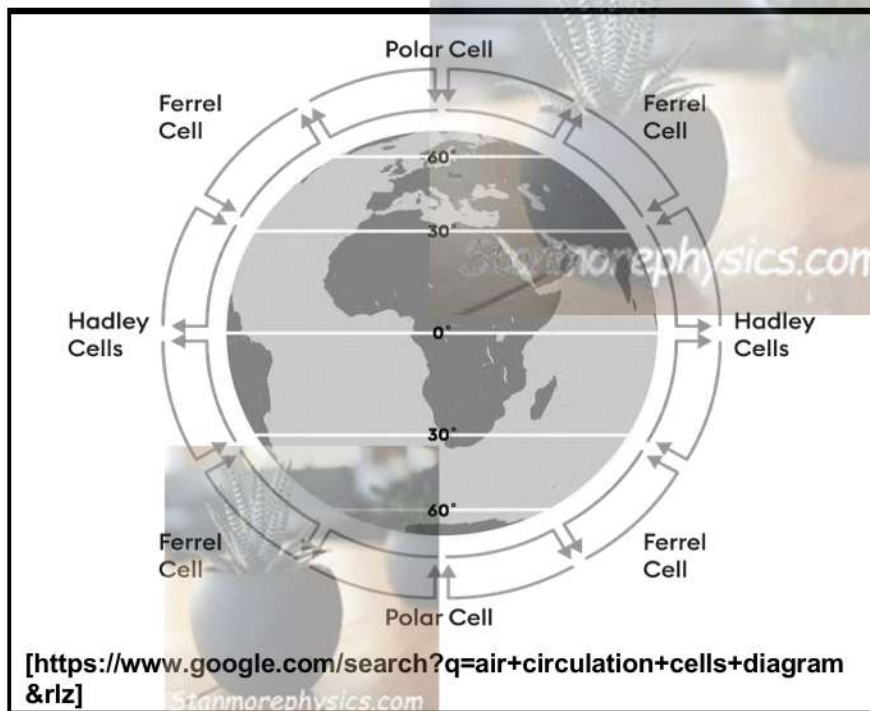 Polar Cell
Ferrel
Cell
Ferrel
Cell
60°
30°
Stanmorephysics.com
Hadley
Cells
0°
Hadley
Cells
30°
60°
Ferrel
Cell
Ferrel
Cell
Polar Cell
[https://www.google.com/search?q=air+circulation+cells+diagram
&rlz]
Stanmorephysics.com